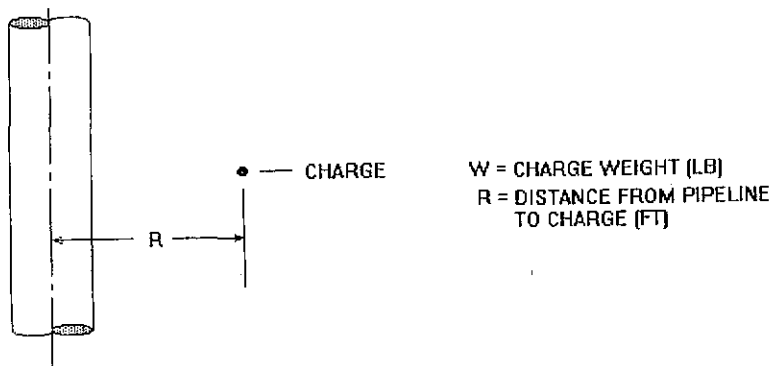 CHARGE
W = CHARGE WEIGHT (LB)
R = DISTANCE FROM PIPELINE
TO CHARGE (FT)
R